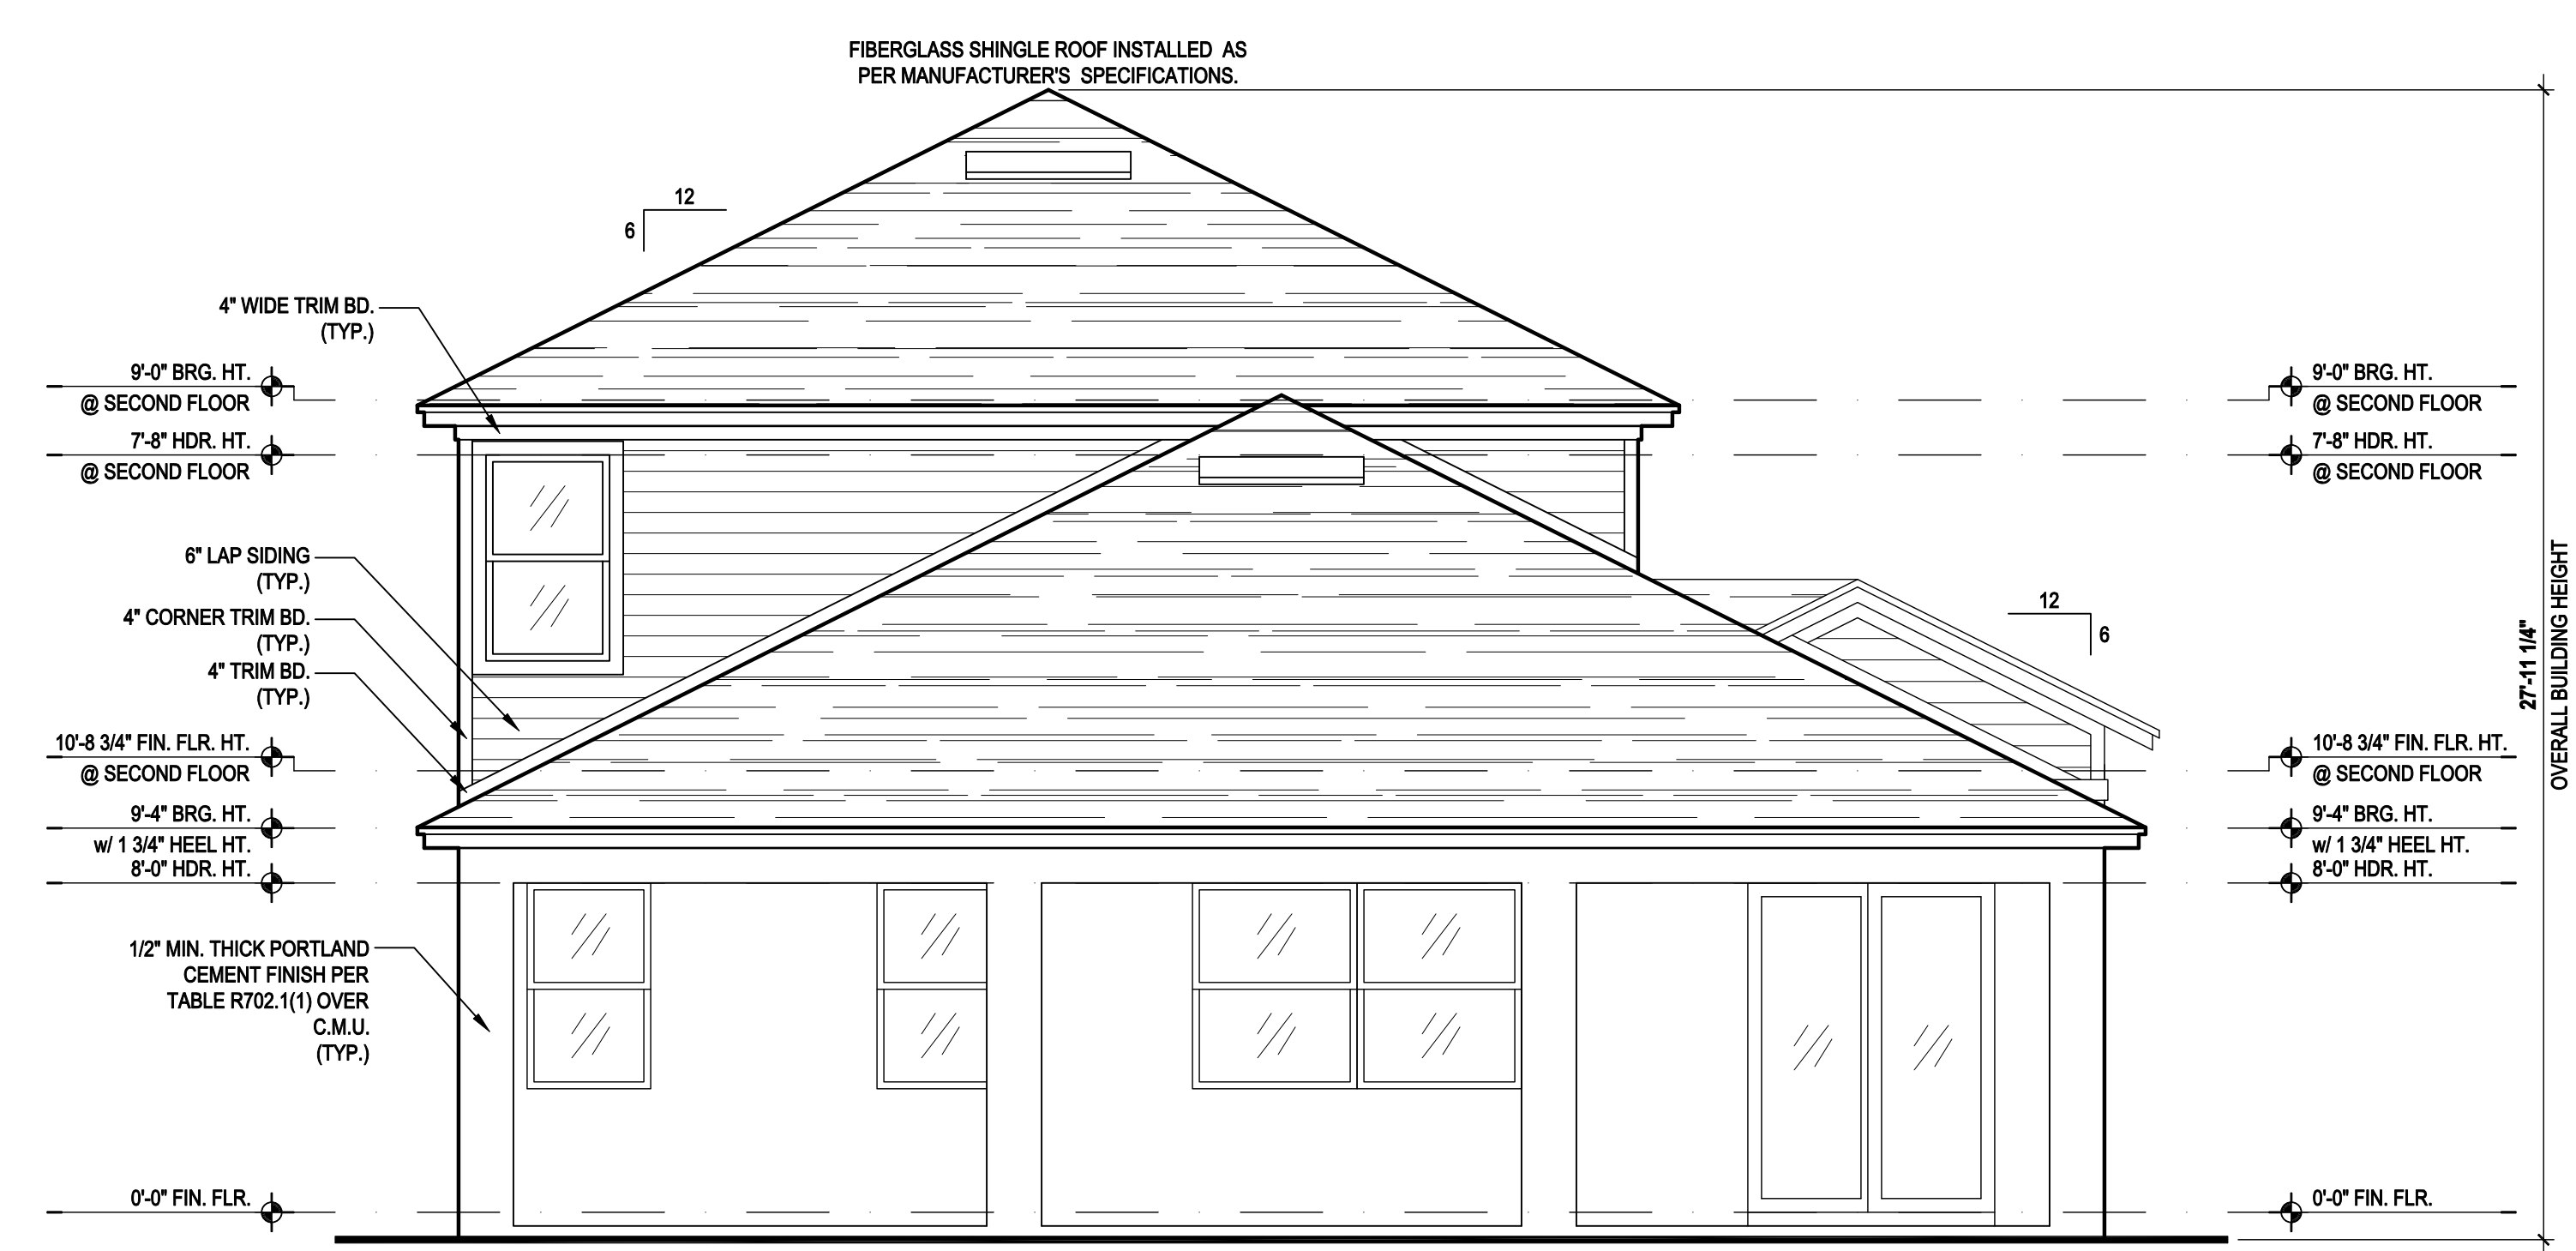 FIBERGLASS SHINGLE ROOF INSTALLED AS
PER MANUFACTURER'S SPECIFICATIONS.
12
6
4" WIDE TRIM BD.
(TYP.)
9'-0" BRG. HT.
@ SECOND FLOOR
7'-8" HDR. HT.
@ SECOND FLOOR
6" LAP SIDING
(TYP.)
4" CORNER TRIM BD.
(TYP.)
4" TRIM BD.
(TYP.)
10'-8 3/4" FIN. FLR. HT.
@ SECOND FLOOR
9'-4" BRG. HT.
w/ 1 3/4" HEEL HT.
8'-0" HDR. HT.
1/2" MIN. THICK PORTLAND
CEMENT FINISH PER
TABLE R702.1(1) OVER
C.M.U.
(TYP.)
0'-0" FIN. FLR.
9'-0" BRG. HT.
@ SECOND FLOOR
7'-8" HDR. HT.
@ SECOND FLOOR
12
6
10'-8 3/4" FIN. FLR. HT.
@ SECOND FLOOR
9'-4" BRG. HT.
w/ 1 3/4" HEEL HT.
8'-0" HDR. HT.
0'-0" FIN. FLR.
27'-11 1/4"
OVERALL BUILDING HEIGHT